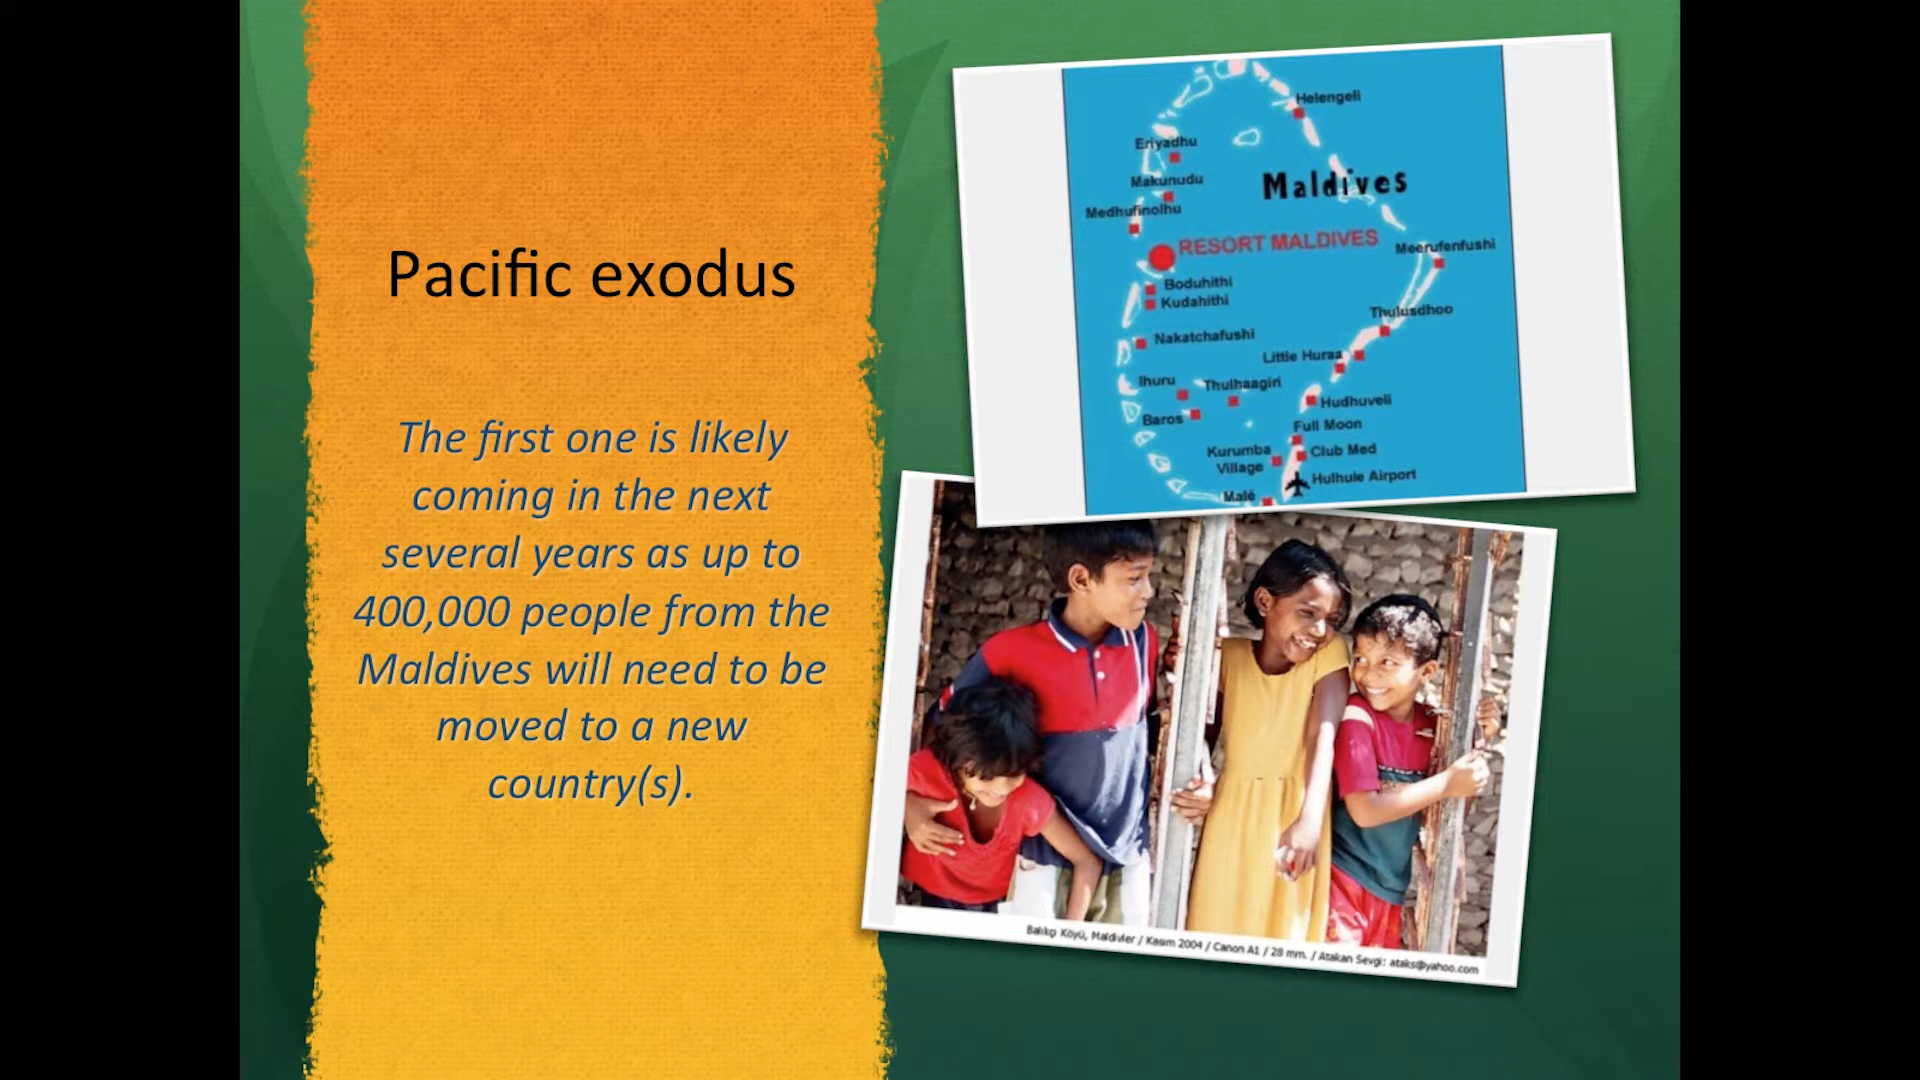 Pacific exodus
The first one is likely
coming in the next
several years as up to
400,000 people from the
Maldives will need to be
moved to a new
country(s).
Helengeli
Eriyadhu
Makunudu
Maldives
Medhufinolhu
RESORT MALDIVES
Meerufenfushi
Boduhithi
Kudahithi
Thulusdhoo
Nakatchafushi
Little Huraa
Ihuru
Thulhaagiri
Hudhuveli
Baros
Full Moon
Kurumba
Village
Club Med
Hulhule Airport
Malé
Balıkçı Köyü, Maldivler / Kasım 2004 / Canon A1 / 28 mm. / Atakan Sevgi: ataks@yahoo.com